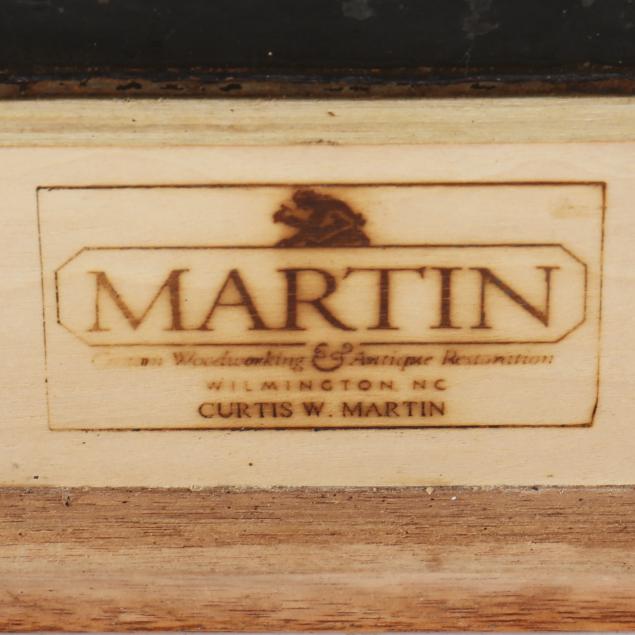 MARTIN
Custom Woodworking & Antique Restoration
WILMINGTON, NC
CURTIS W. MARTIN